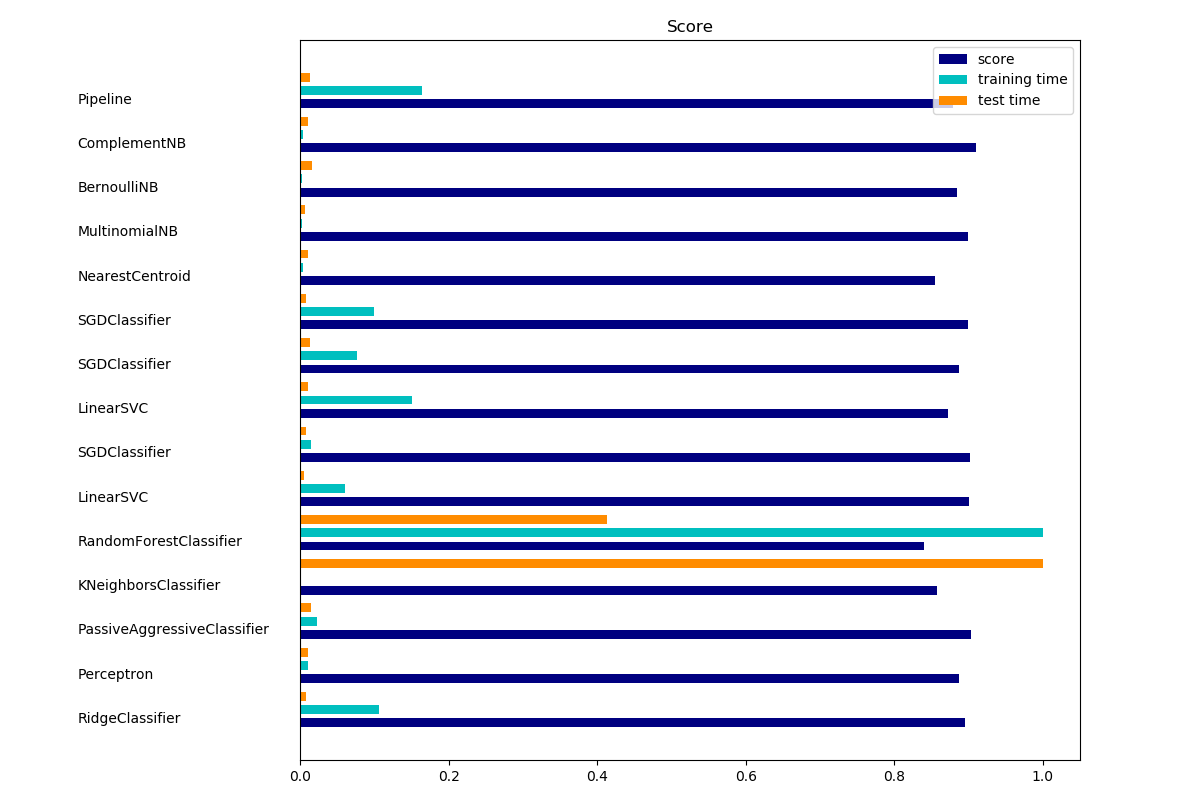 Score
score
training time
test time
Pipeline
ComplementNB
BernoulliNB
MultinomialNB
NearestCentroid
SGDClassifier
SGDClassifier
LinearSVC
SGDClassifier
LinearSVC
RandomForestClassifier
KNeighborsClassifier
PassiveAggressiveClassifier
Perceptron
RidgeClassifier
0.0 0.2 0.4 0.6 0.8 1.0